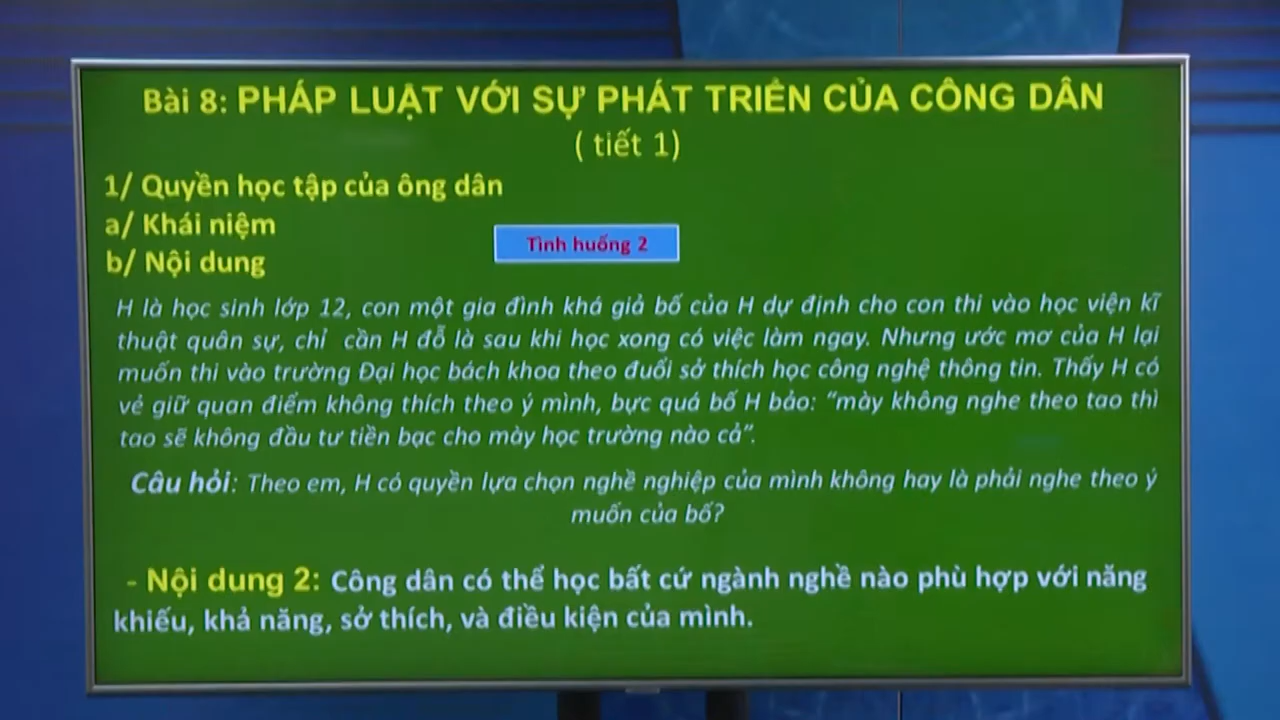 Bài 8: PHÁP LUẬT VỚI SỰ PHÁT TRIỂN CỦA CÔNG DÂN
( tiết 1)
1/ Quyền học tập của ông dân
a/ Khái niệm
Tình huống 2
b/ Nội dung
H là học sinh lớp 12, con một gia đình khá giả bố của H dự định cho con thi vào học viện kĩ
thuật quân sự, chỉ cần H đỗ là sau khi học xong có việc làm ngay. Nhưng ước mơ của H lại
muốn thi vào trường Đại học bách khoa theo đuổi sở thích học công nghệ thông tin. Thấy H có
vẻ giữ quan điểm không thích theo ý mình, bực quá bố H bảo: “mày không nghe theo tao thì
tao sẽ không đầu tư tiền bạc cho mày học trường nào cả”.
Câu hỏi: Theo em, H có quyền lựa chọn nghề nghiệp của mình không hay là phải nghe theo ý
muốn của bố?
- Nội dung 2: Công dân có thể học bất cứ ngành nghề nào phù hợp với năng
khiếu, khả năng, sở thích, và điều kiện của mình.